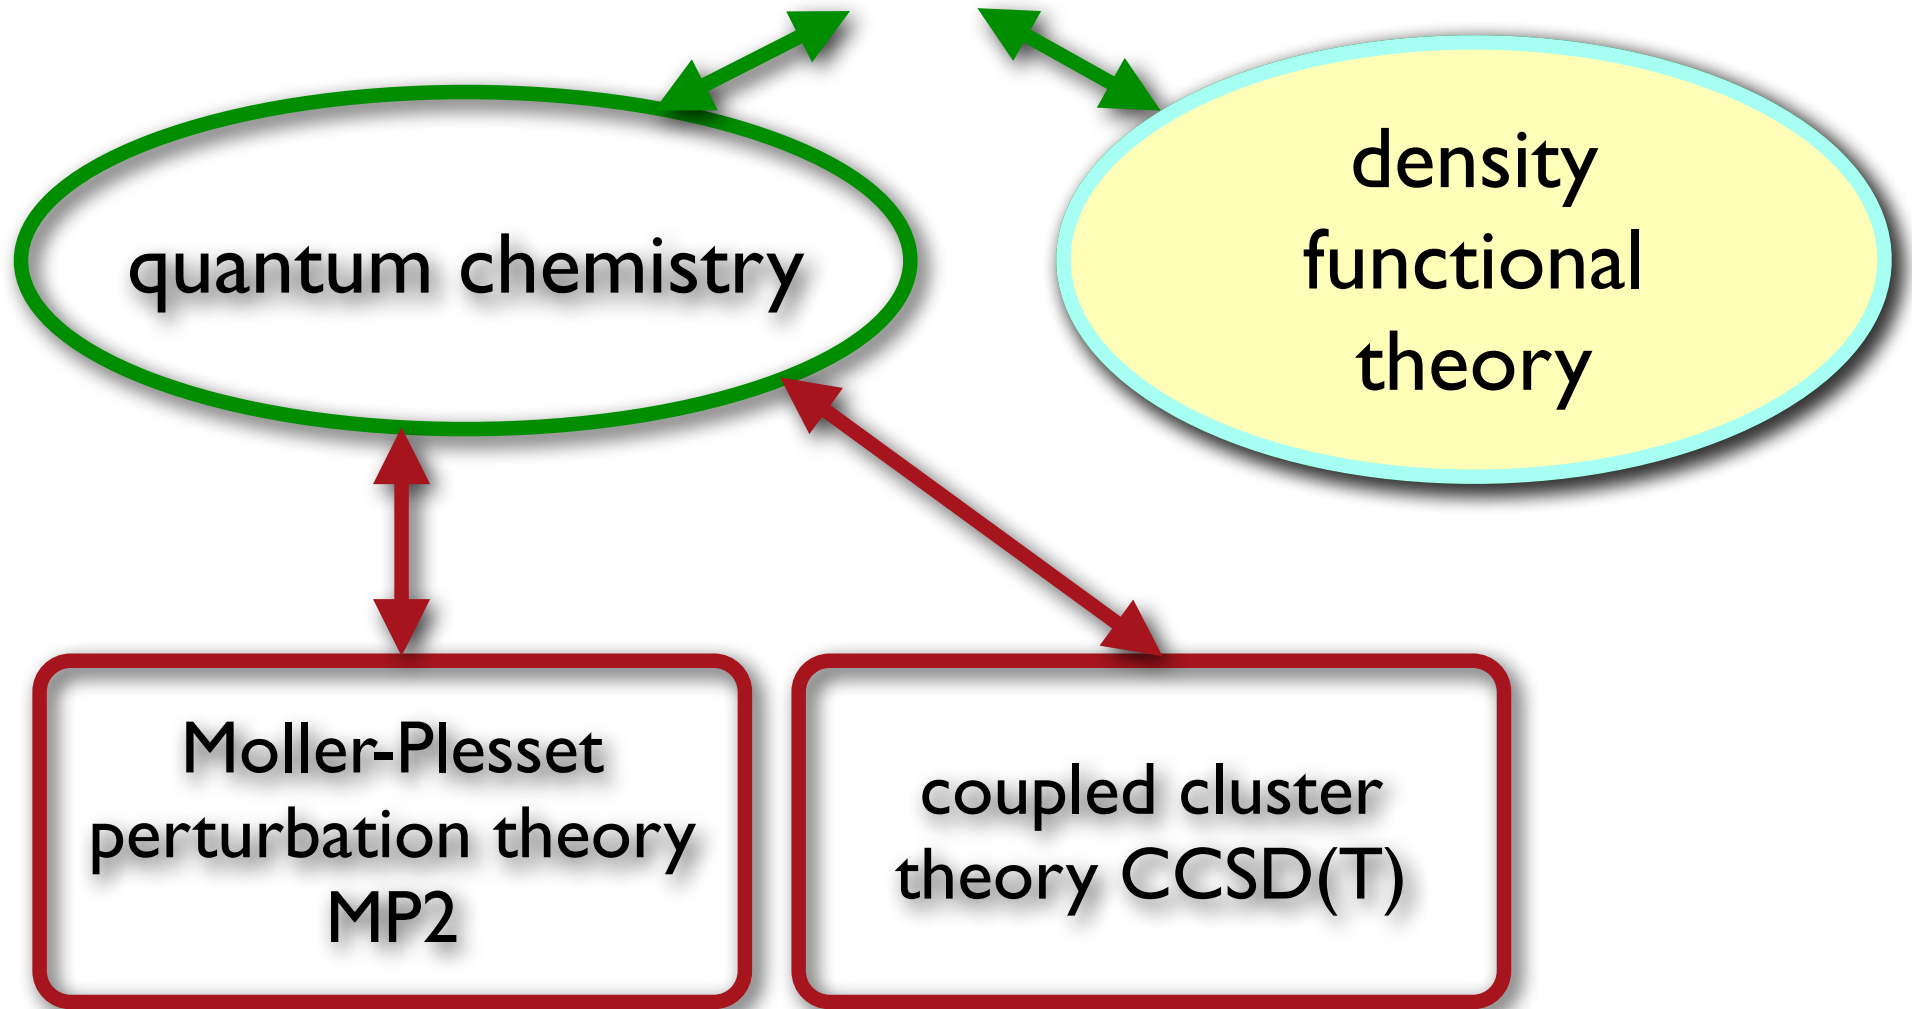 quantum chemistry
density
functional
theory
Moller-Plesset
perturbation theory
MP2
coupled cluster
theory CCSD(T)